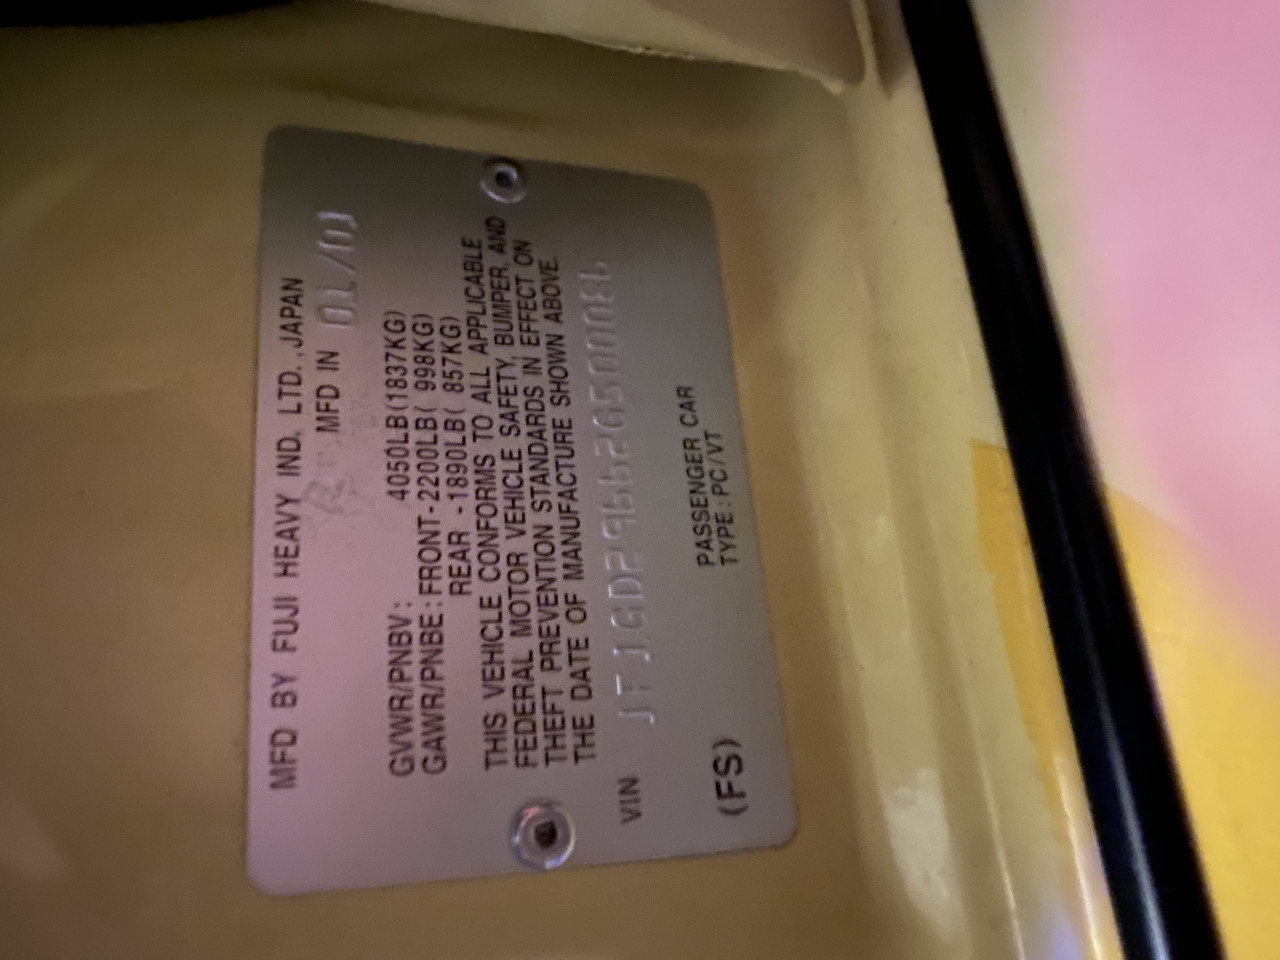 MFD BY FUJI HEAVY IND. LTD.,JAPAN
MFD IN 01/01
GVWR/PNBV: 4050LB(1837KG)
GAWR/PNBE:FRONT-2200LB( 998KG)
REAR -1890LB( 857KG)
THIS VEHICLE CONFORMS TO ALL APPLICABLE
FEDERAL MOTOR VEHICLE SAFETY, BUMPER, AND
THEFT PREVENTION STANDARDS IN EFFECT ON
THE DATE OF MANUFACTURE SHOWN ABOVE.
VIN
PASSENGER CAR
(FS) TYPE:PC/VT